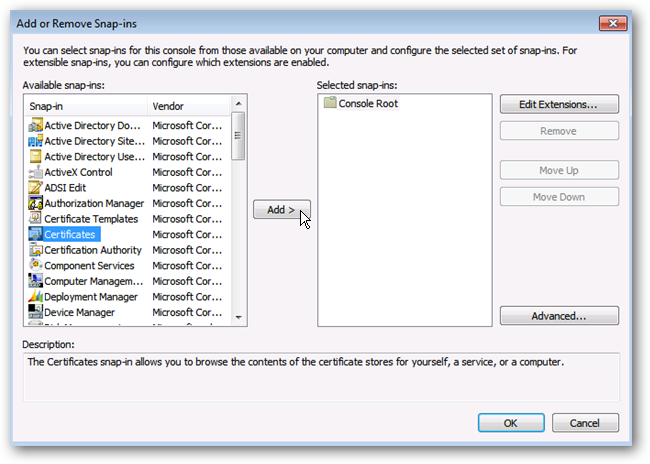 Add or Remove Snap-ins
You can select snap-ins for this console from those available on your computer and configure the selected set of snap-ins. For
extensible snap-ins, you can configure which extensions are enabled.
Available snap-ins:
Selected snap-ins:
Snap-in Vendor
Active Directory Do... Microsoft Cor...
Active Directory Site... Microsoft Cor...
Active Directory Use... Microsoft Cor...
ActiveX Control Microsoft Cor...
ADSI Edit Microsoft Cor...
Authorization Manager Microsoft Cor...
Certificate Templates Microsoft Cor...
Certificates Microsoft Cor...
Certification Authority Microsoft Cor...
Component Services Microsoft Cor...
Computer Managem... Microsoft Cor...
Deployment Manager Microsoft Cor...
Device Manager Microsoft Cor...
Add >
Console Root
Edit Extensions...
Remove
Move Up
Move Down
Advanced...
Description:
The Certificates snap-in allows you to browse the contents of the certificate stores for yourself, a service, or a computer.
OK
Cancel